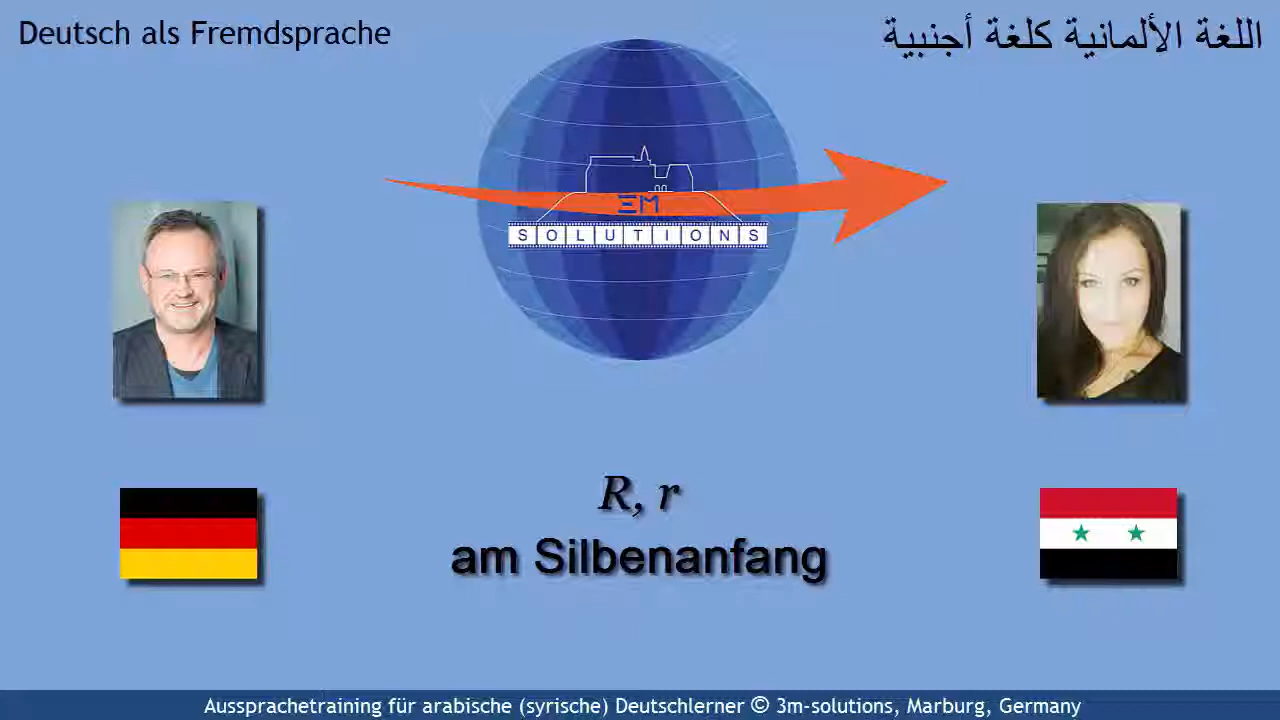 Deutsch als Fremdsprache
اللغة الألمانية كلغة أجنبية
3M
SOLUTIONS
R, r
am Silbenanfang
Aussprachetraining für arabische (syrische) Deutschlerner © 3m-solutions, Marburg, Germany